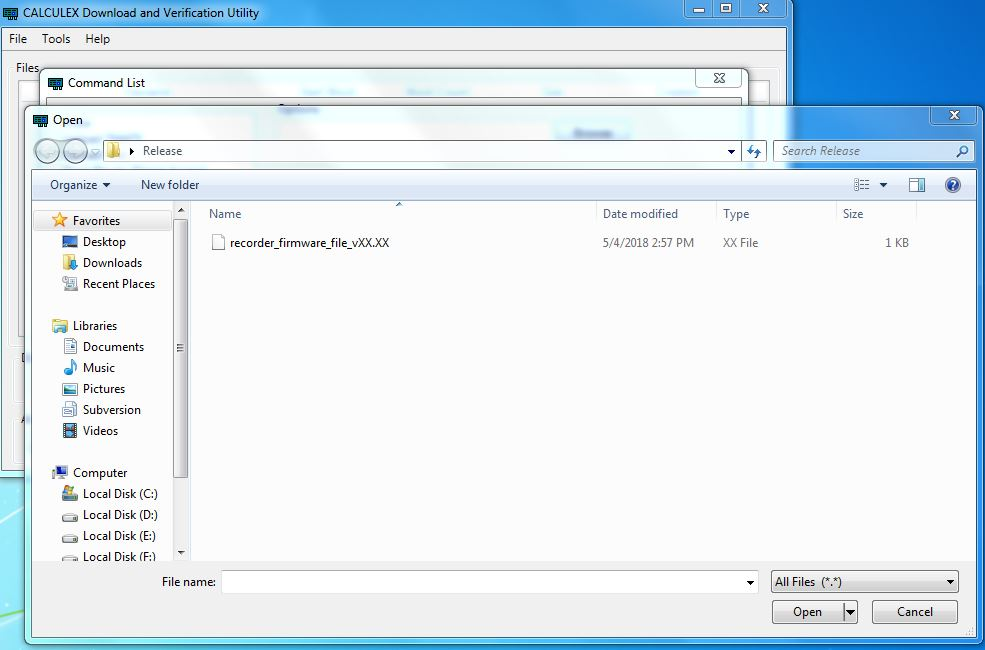 CALCULEX Download and Verification Utility
File Tools Help
Files
Command List
Options
Browse
Open
Release
Search Release
Organize New folder
Name Date modified Type Size
recorder_firmware_file_vXX.XX 5/4/2018 2:57 PM XX File 1 KB
Favorites
Desktop
Downloads
Recent Places
Libraries
Documents
Music
Pictures
Subversion
Videos
Computer
Local Disk (C:)
Local Disk (D:)
Local Disk (E:)
Local Disk (F:)
File name: All Files (*.*)
Open Cancel